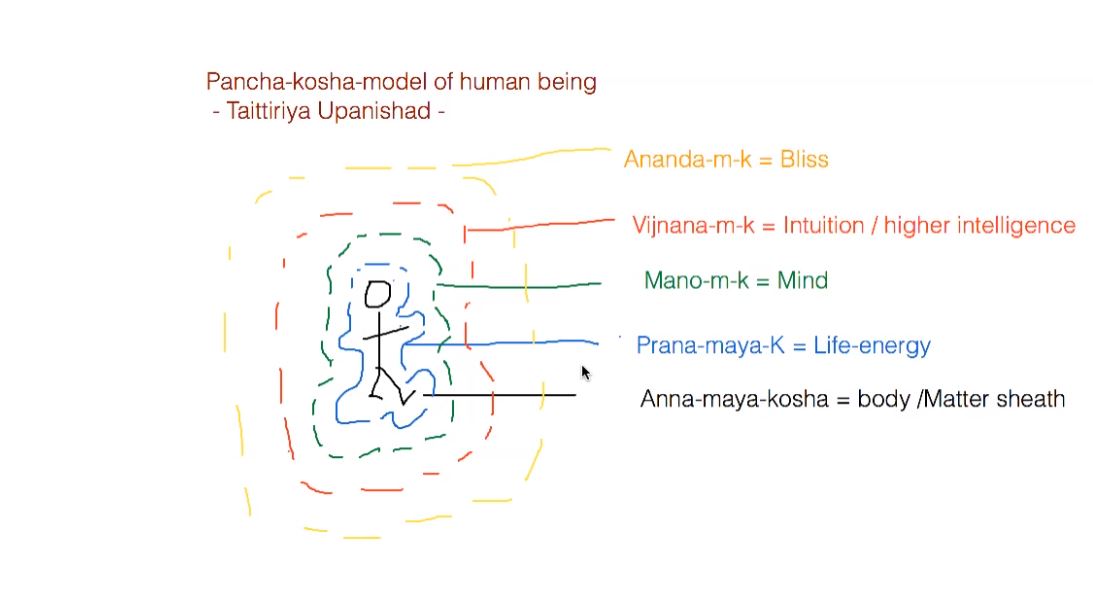 Pancha-kosha-model of human being
- Taittiriya Upanishad -
Ananda-m-k = Bliss
Vijnana-m-k = Intuition / higher intelligence
Mano-m-k = Mind
Prana-maya-K = Life-energy
Anna-maya-kosha = body /Matter sheath